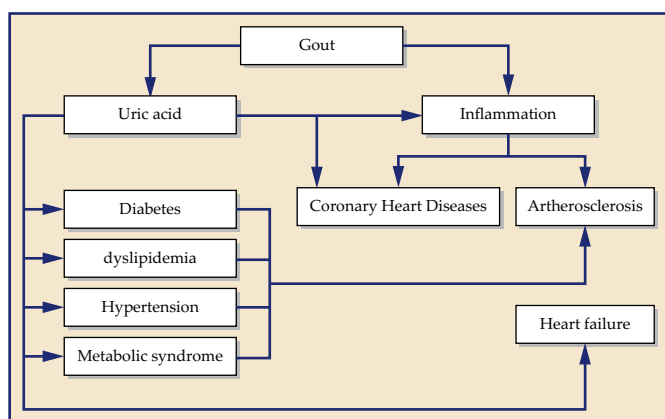 Gout
Uric acid
Inflammation
Diabetes
Coronary Heart Diseases
Artherosclerosis
dyslipidemia
Hypertension
Heart failure
Metabolic syndrome